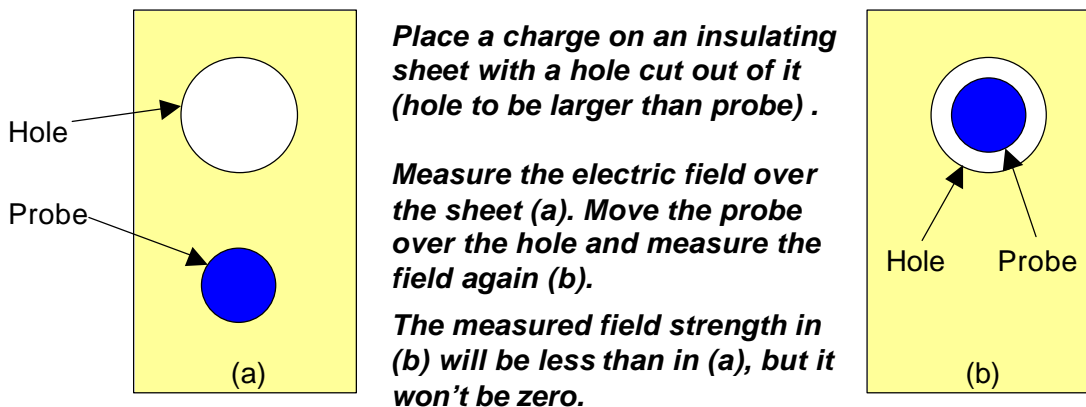 Hole
Probe
(a)
Place a charge on an insulating
sheet with a hole cut out of it
(hole to be larger than probe) .
Measure the electric field over
the sheet (a). Move the probe
over the hole and measure the
field again (b).
The measured field strength in
(b) will be less than in (a), but it
won't be zero.
Hole Probe
(b)